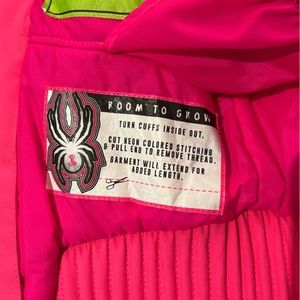 ROOM TO GROW
TURN CUFFS INSIDE OUT.
CUT NEON COLORED STITCHING
& PULL END TO REMOVE THREAD.
GARMENT WILL EXTEND FOR
ADDED LENGTH.